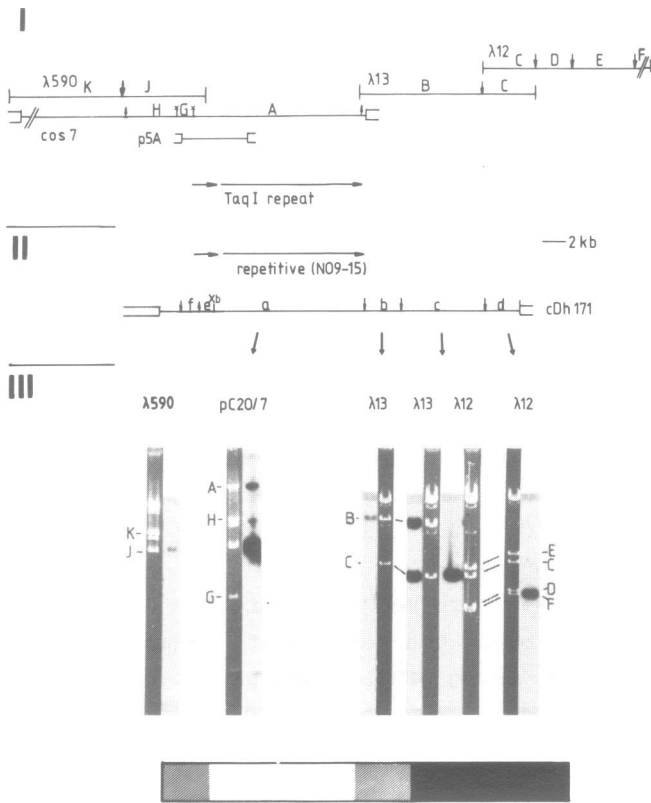 I
λ12 C D E F
λ590 K J
λ13 B C
H G A
cos 7
p5A
TaqI repeat
II
2 kb
repetitive (N09-15)
f e Xb a b c d cDh 171
III
λ590 pC20/7 λ13 λ13 λ12 λ12
A-
H-
B-
K-
J-
E
C
C-
D
F
G-